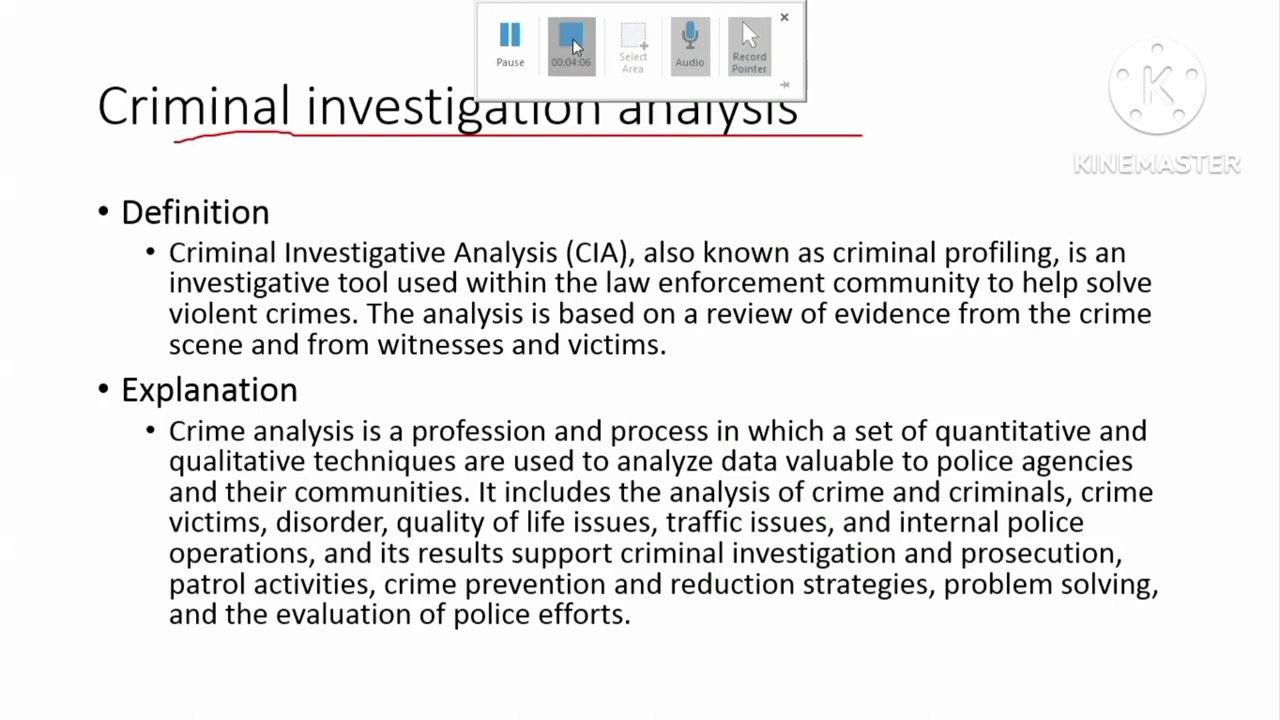 Pause
00:04:06
Select
Area
Audio
Record
Pointer
Criminal investigation analysis
K
KINEMASTER
• Definition
• Criminal Investigative Analysis (CIA), also known as criminal profiling, is an
investigative tool used within the law enforcement community to help solve
violent crimes. The analysis is based on a review of evidence from the crime
scene and from witnesses and victims.
• Explanation
• Crime analysis is a profession and process in which a set of quantitative and
qualitative techniques are used to analyze data valuable to police agencies
and their communities. It includes the analysis of crime and criminals, crime
victims, disorder, quality of life issues, traffic issues, and internal police
operations, and its results support criminal investigation and prosecution,
patrol activities, crime prevention and reduction strategies, problem solving,
and the evaluation of police efforts.